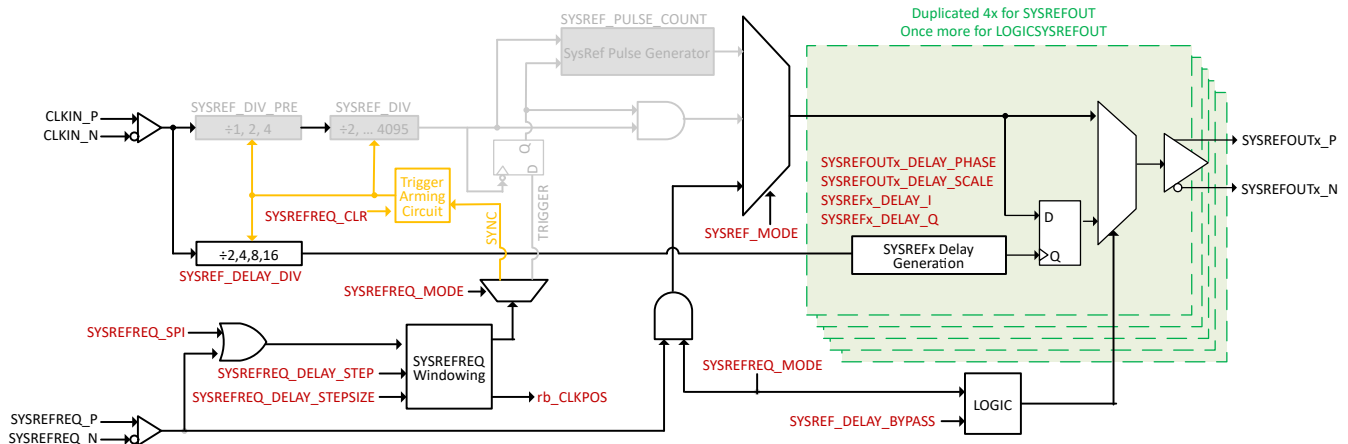 Duplicated 4x for SYSREFOUT
Once more for LOGICSYSREFOUT
SYSREF_PULSE_COUNT
SysRef Pulse Generator
CLKIN_P
CLKIN_N
SYSREF_DIV_PRE
÷1, 2, 4
SYSREF_DIV
÷2, ... 4095
Q
D
TRIGGER
Trigger
Arming
Circuit
SYSREFREQ_CLR
SYNC
÷2,4,8,16
SYSREF_DELAY_DIV
SYSREF_MODE
SYSREFOUTx_DELAY_PHASE
SYSREFOUTx_DELAY_SCALE
SYSREFx_DELAY_I
SYSREFx_DELAY_Q
SYSREFx Delay
Generation
D
Q
SYSREFOUTx_P
SYSREFOUTx_N
SYSREFREQ_MODE
SYSREFREQ_SPI
SYSREFREQ_DELAY_STEP
SYSREFREQ_DELAY_STEPSIZE
SYSREFREQ
Windowing
rb_CLKPOS
SYSREFREQ_MODE
SYSREF_DELAY_BYPASS
LOGIC
SYSREFREQ_P
SYSREFREQ_N